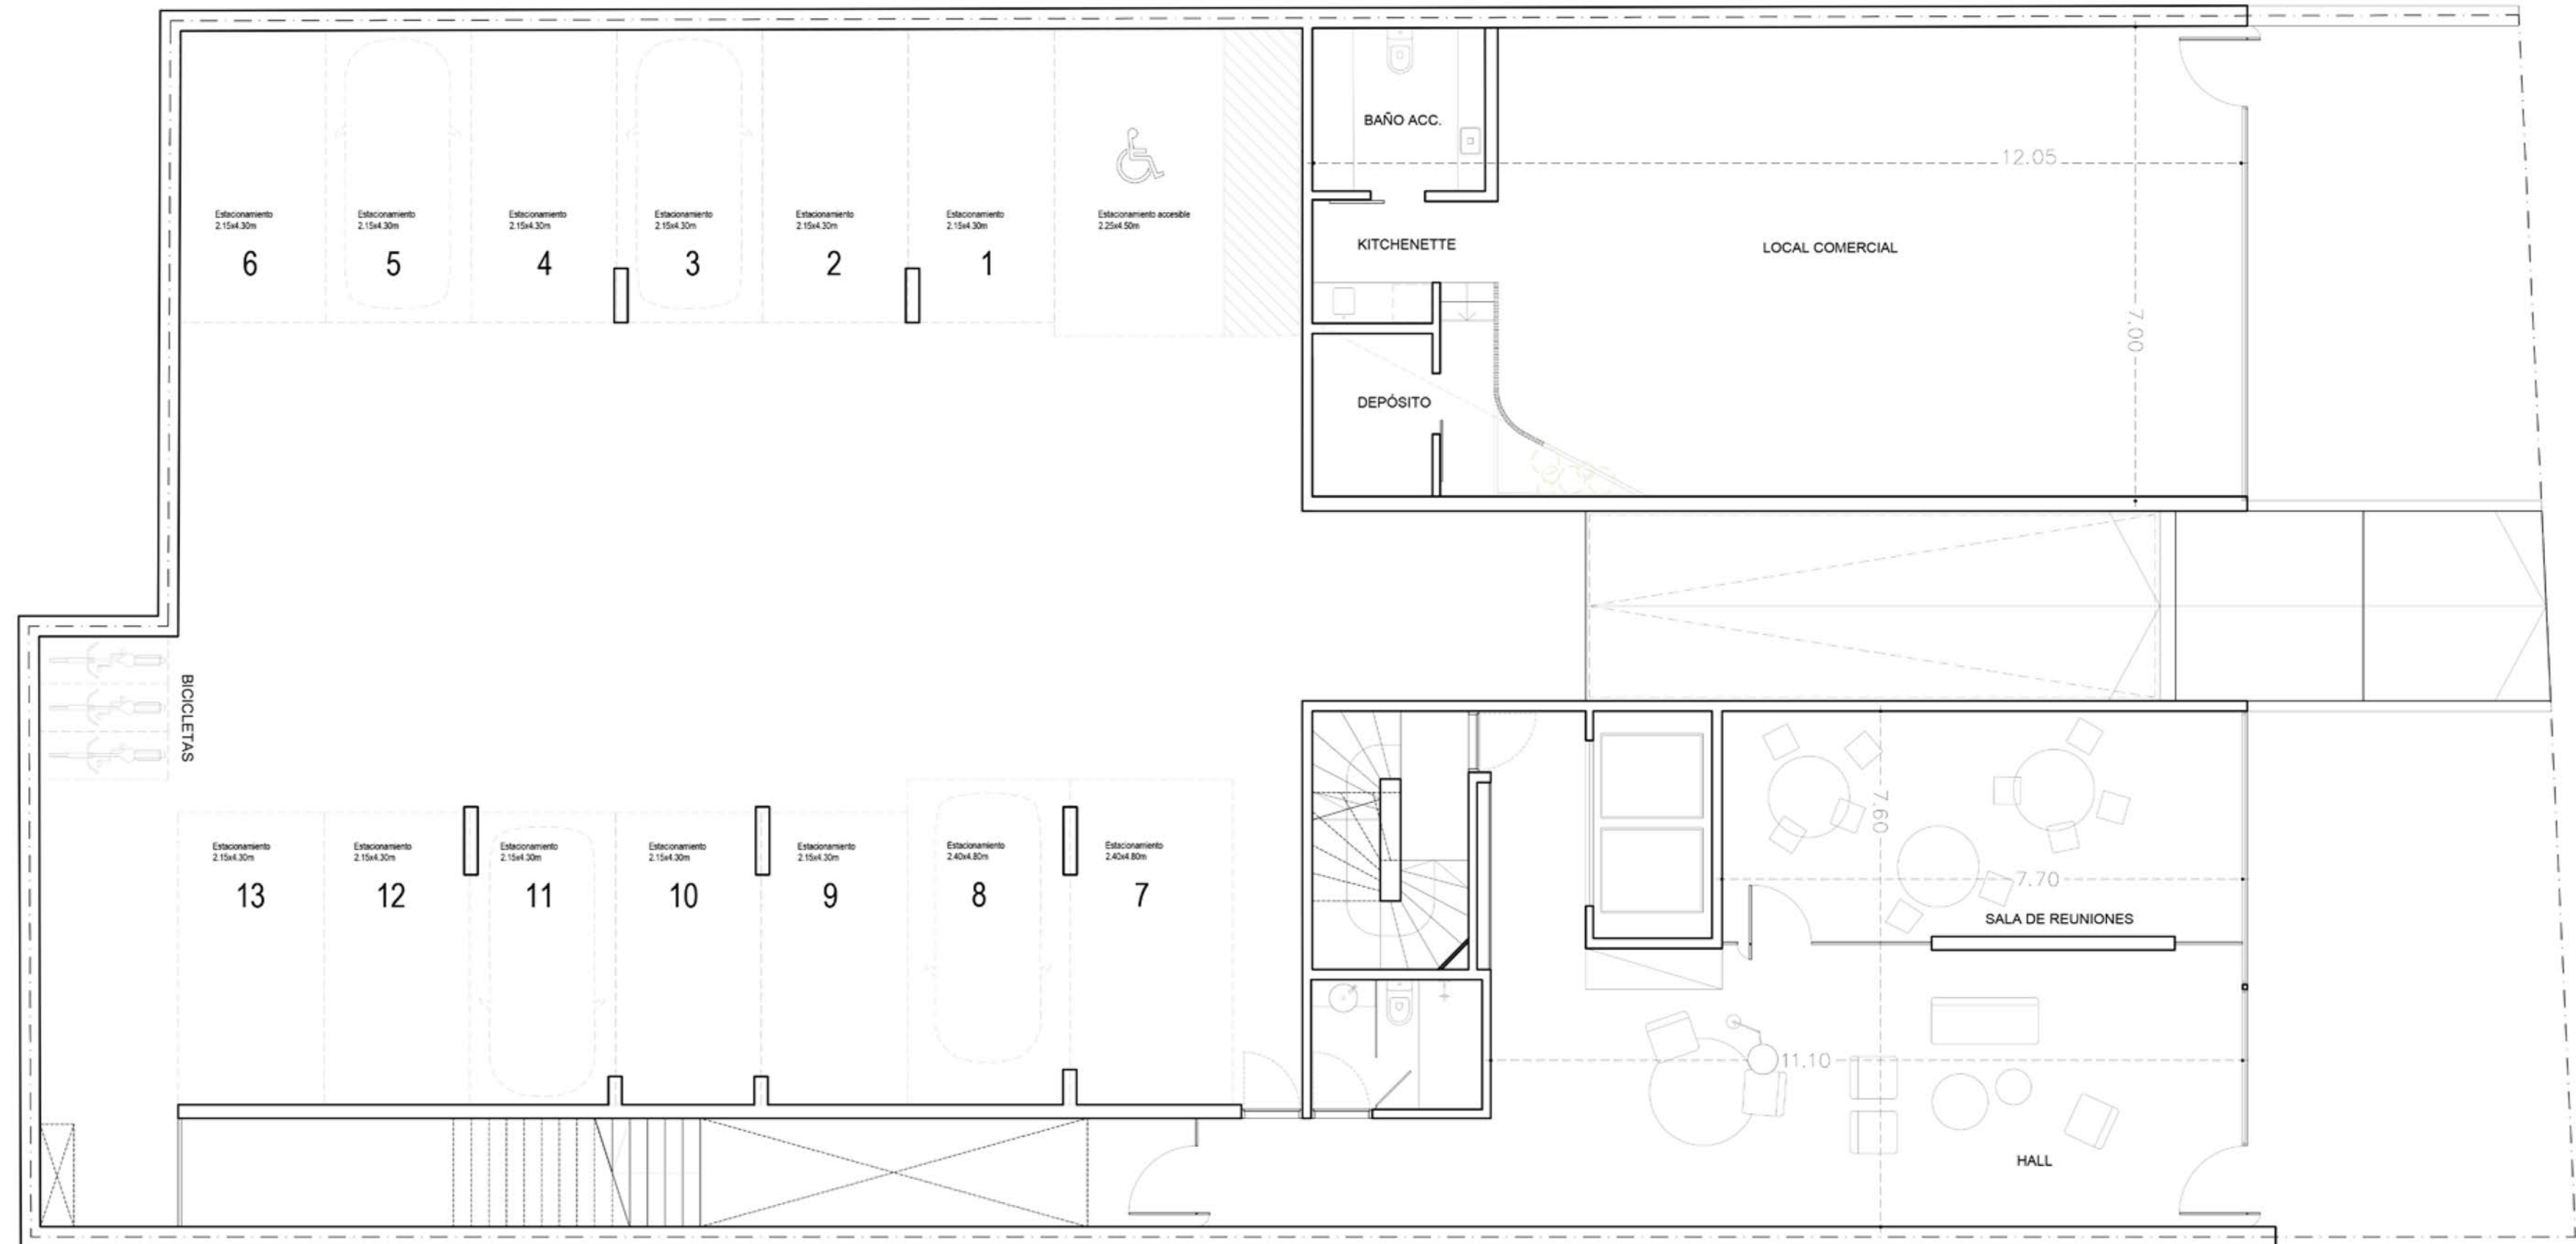 BAÑO ACC.
12.05
Estacionamiento
2.15x4.30m
6
Estacionamiento
2.15x4.30m
5
Estacionamiento
2.15x4.30m
4
Estacionamiento
2.15x4.30m
3
Estacionamiento
2.15x4.30m
2
Estacionamiento
2.15x4.30m
1
Estacionamiento accesible
2.25x4.50m
KITCHENETTE
LOCAL COMERCIAL
7.00
DEPÓSITO
BICICLETAS
Estacionamiento
2.15x4.30m
13
Estacionamiento
2.15x4.30m
12
Estacionamiento
2.15x4.30m
11
Estacionamiento
2.15x4.30m
10
Estacionamiento
2.15x4.30m
9
Estacionamiento
2.40x4.80m
8
Estacionamiento
2.40x4.80m
7
7.60
7.70
SALA DE REUNIONES
11.10
HALL